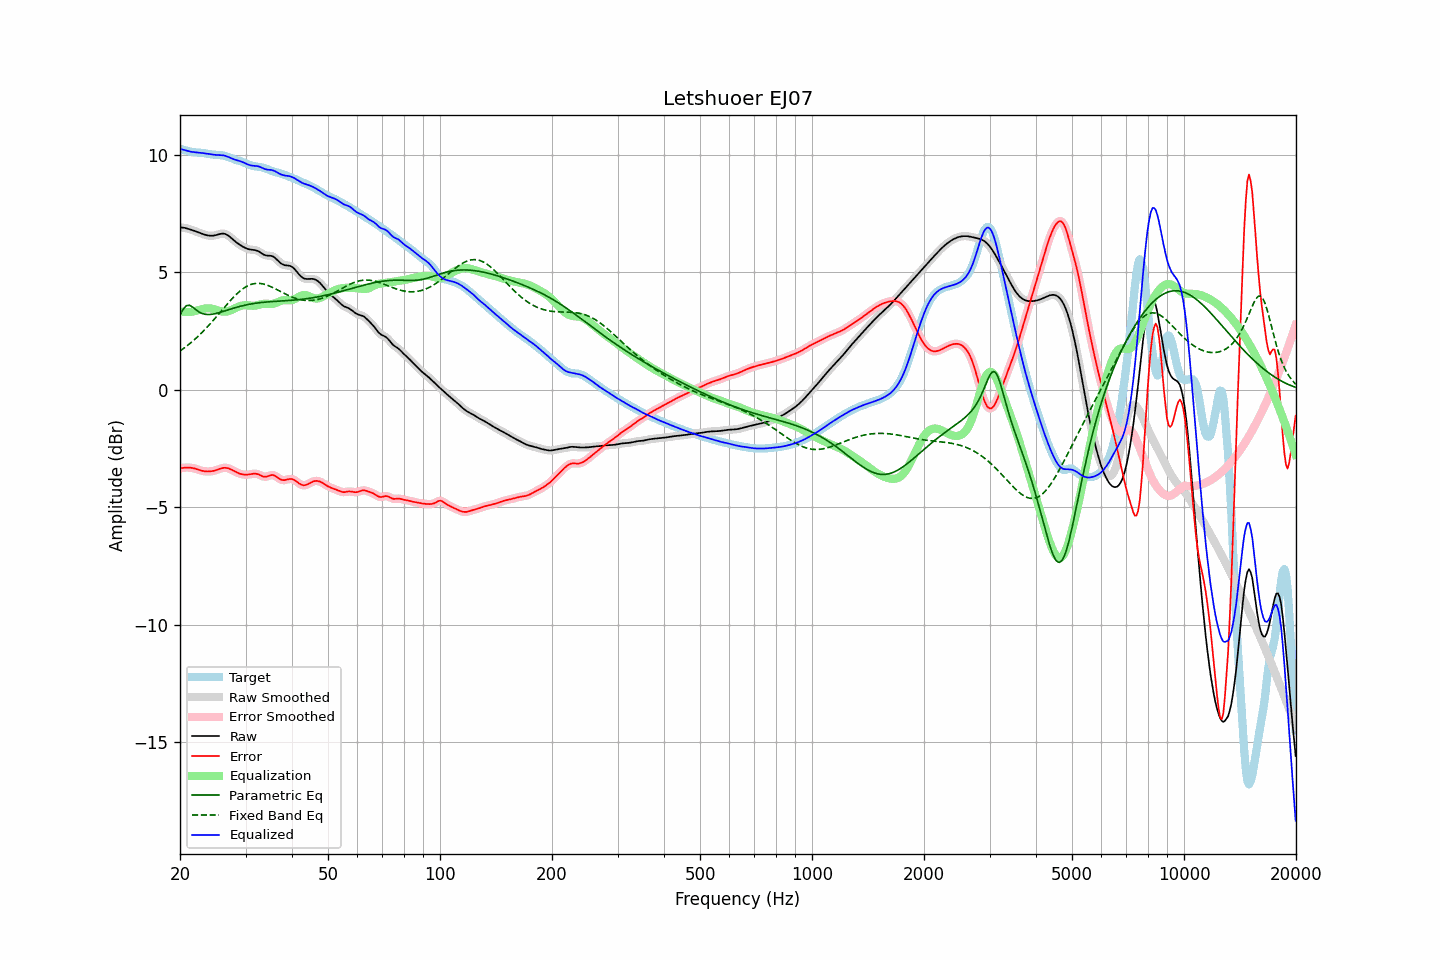 Letshuoer EJ07
Amplitude (dBr)
10
5
0
−5
−10
−15
Target
Raw Smoothed
Error Smoothed
Raw
Error
Equalization
Parametric Eq
Fixed Band Eq
Equalized
20 50 100 200 500 1000 2000 5000 10000 20000
Frequency (Hz)